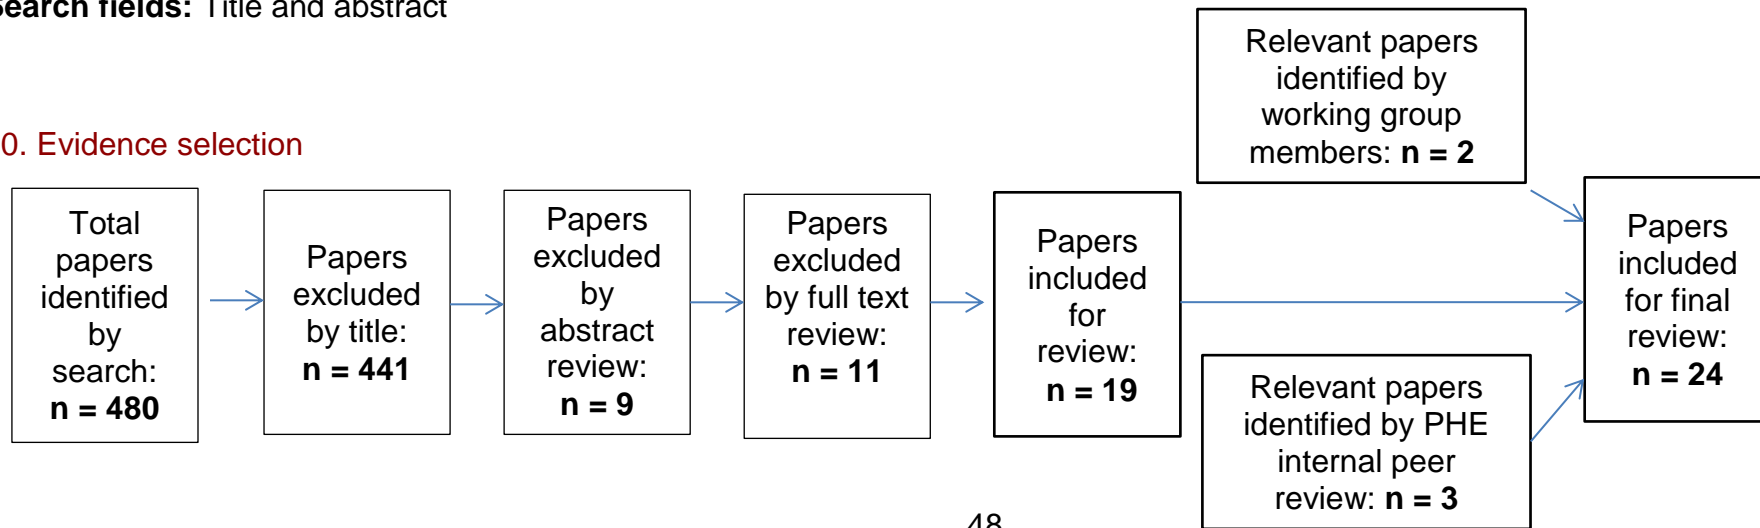 Search fields: Title and abstract
0. Evidence selection
Total
papers
identified
by
search:
n = 480
Papers
excluded
by title:
n = 441
Papers
excluded
by
abstract
review:
n = 9
Papers
excluded
by full text
review:
n = 11
Papers
included
for
review:
n = 19
Relevant papers
identified by
working group
members: n = 2
Relevant papers
identified by PHE
internal peer
review: n = 3
Papers
included
for final
review:
n = 24
48